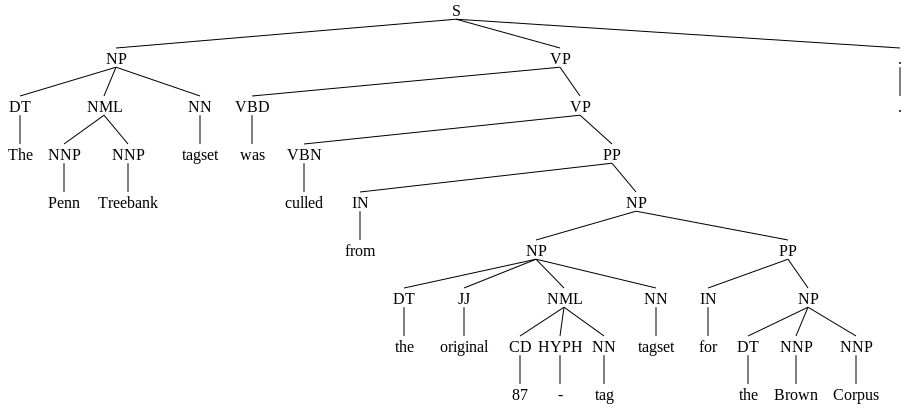 S
NP VP .
DT NML NN VBD VP .
The NNP NNP tagset was VBN PP
Penn Treebank culled IN NP
from NP PP
DT JJ NML NN IN NP
the original CD HYPH NN tagset for DT NNP NNP
87 - tag the Brown Corpus